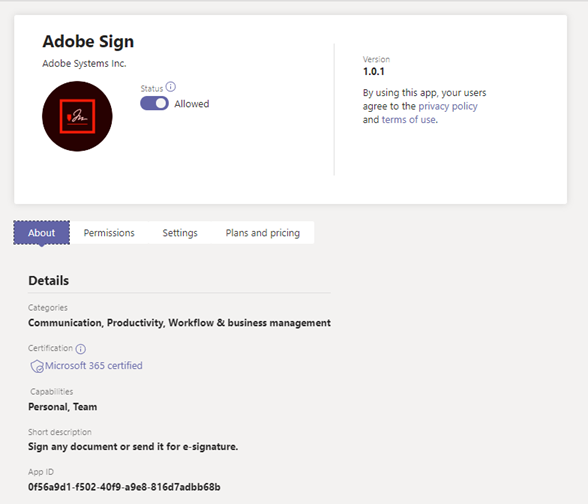 Adobe Sign
Adobe Systems Inc.
Status
Allowed
Version
1.0.1
By using this app, your users
agree to the privacy policy
and terms of use.
About Permissions Settings Plans and pricing
Details
Categories
Communication, Productivity, Workflow & business management
Certification
Microsoft 365 certified
Capabilities
Personal, Team
Short description
Sign any document or send it for e-signature.
App ID
0f56a9d1-f502-40f9-a9e8-816d7adbb68b